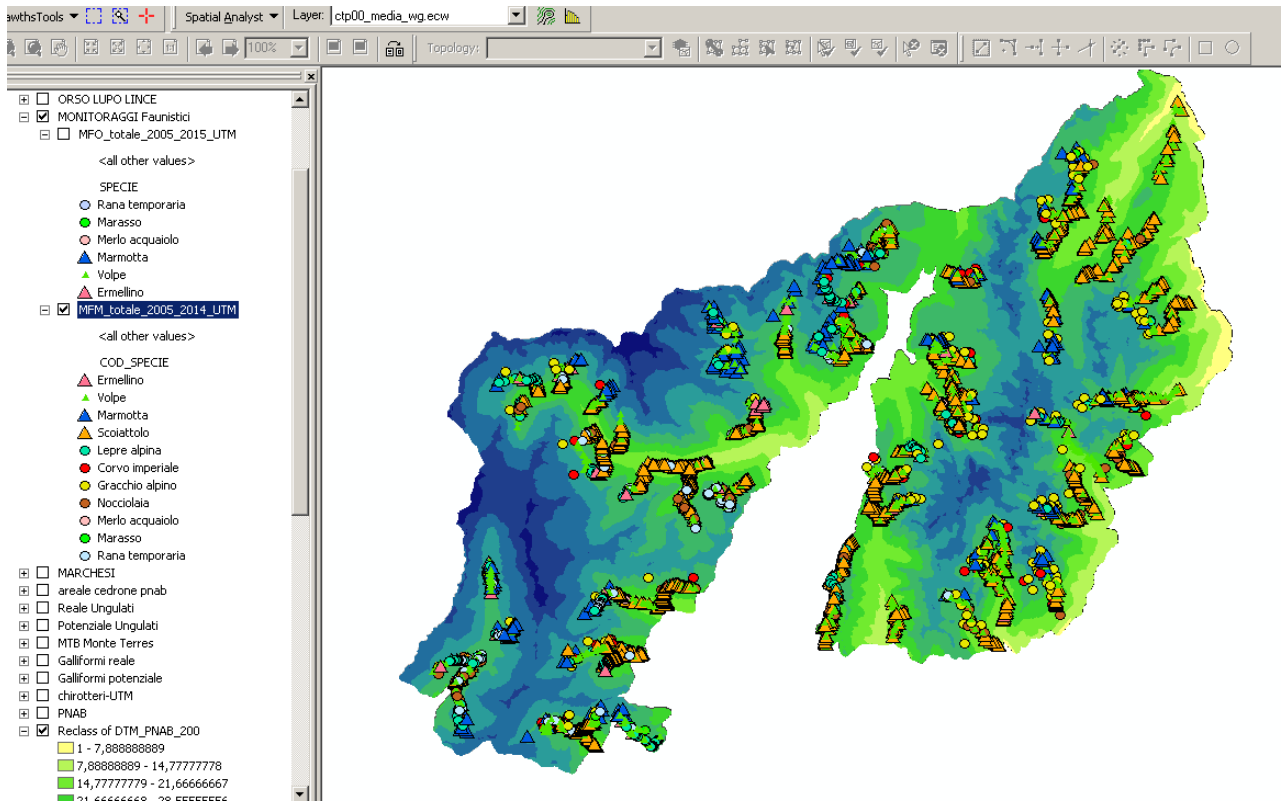 awthsTools Spatial Analyst Layer: ctp00_media_wg.ecw
100% Topology:
ORSO LUPO LINCE
MONITORAGGI Faunistici
MFO_totale_2005_2015_UTM
<all other values>
SPECIE
Rana temporaria
Marasso
Merlo acquaiolo
Marmotta
Volpe
Ermellino
MFM_totale_2005_2014_UTM
<all other values>
COD_SPECIE
Ermellino
Volpe
Marmotta
Scoiattolo
Lepre alpina
Corvo imperiale
Gracchio alpino
Nocciolaia
Merlo acquaiolo
Marasso
Rana temporaria
MARCHESI
areale cedrone pnab
Reale Ungulati
Potenziale Ungulati
MTB Monte Terres
Galliformi reale
Galliformi potenziale
chirotteri-UTM
PNAB
Reclass of DTM_PNAB_200
1 - 7,888888889
7,88888889 - 14,77777778
14,77777779 - 21,66666667
21,66666668 - 28,55555556